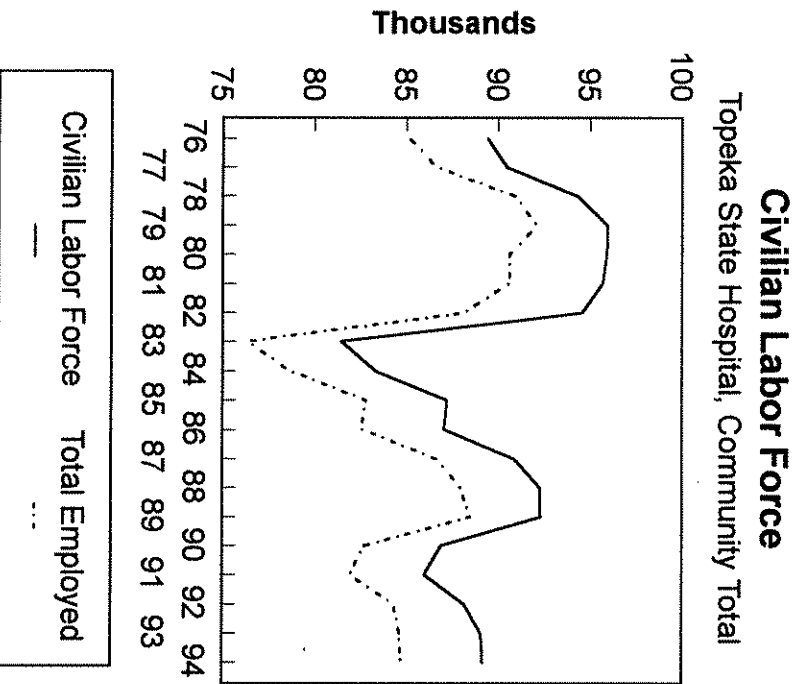 Civilian Labor Force
Topeka State Hospital, Community Total
Thousands
100
95
90
85
80
75
76 78 80 82 84 86 88 90 92 94
77 79 81 83 85 87 89 91 93
Civilian Labor Force Total Employed